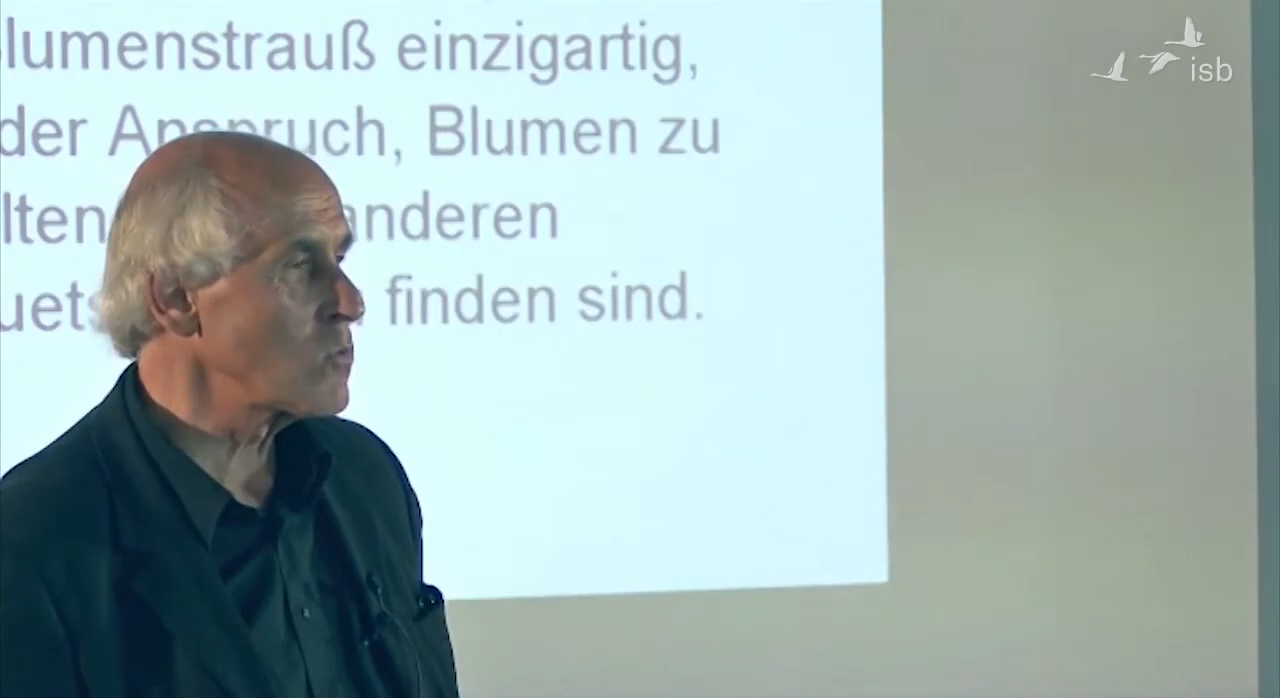 lumenstrauß einzigartig,
der Anspruch, Blumen zu
lten anderen
uets finden sind.
isb